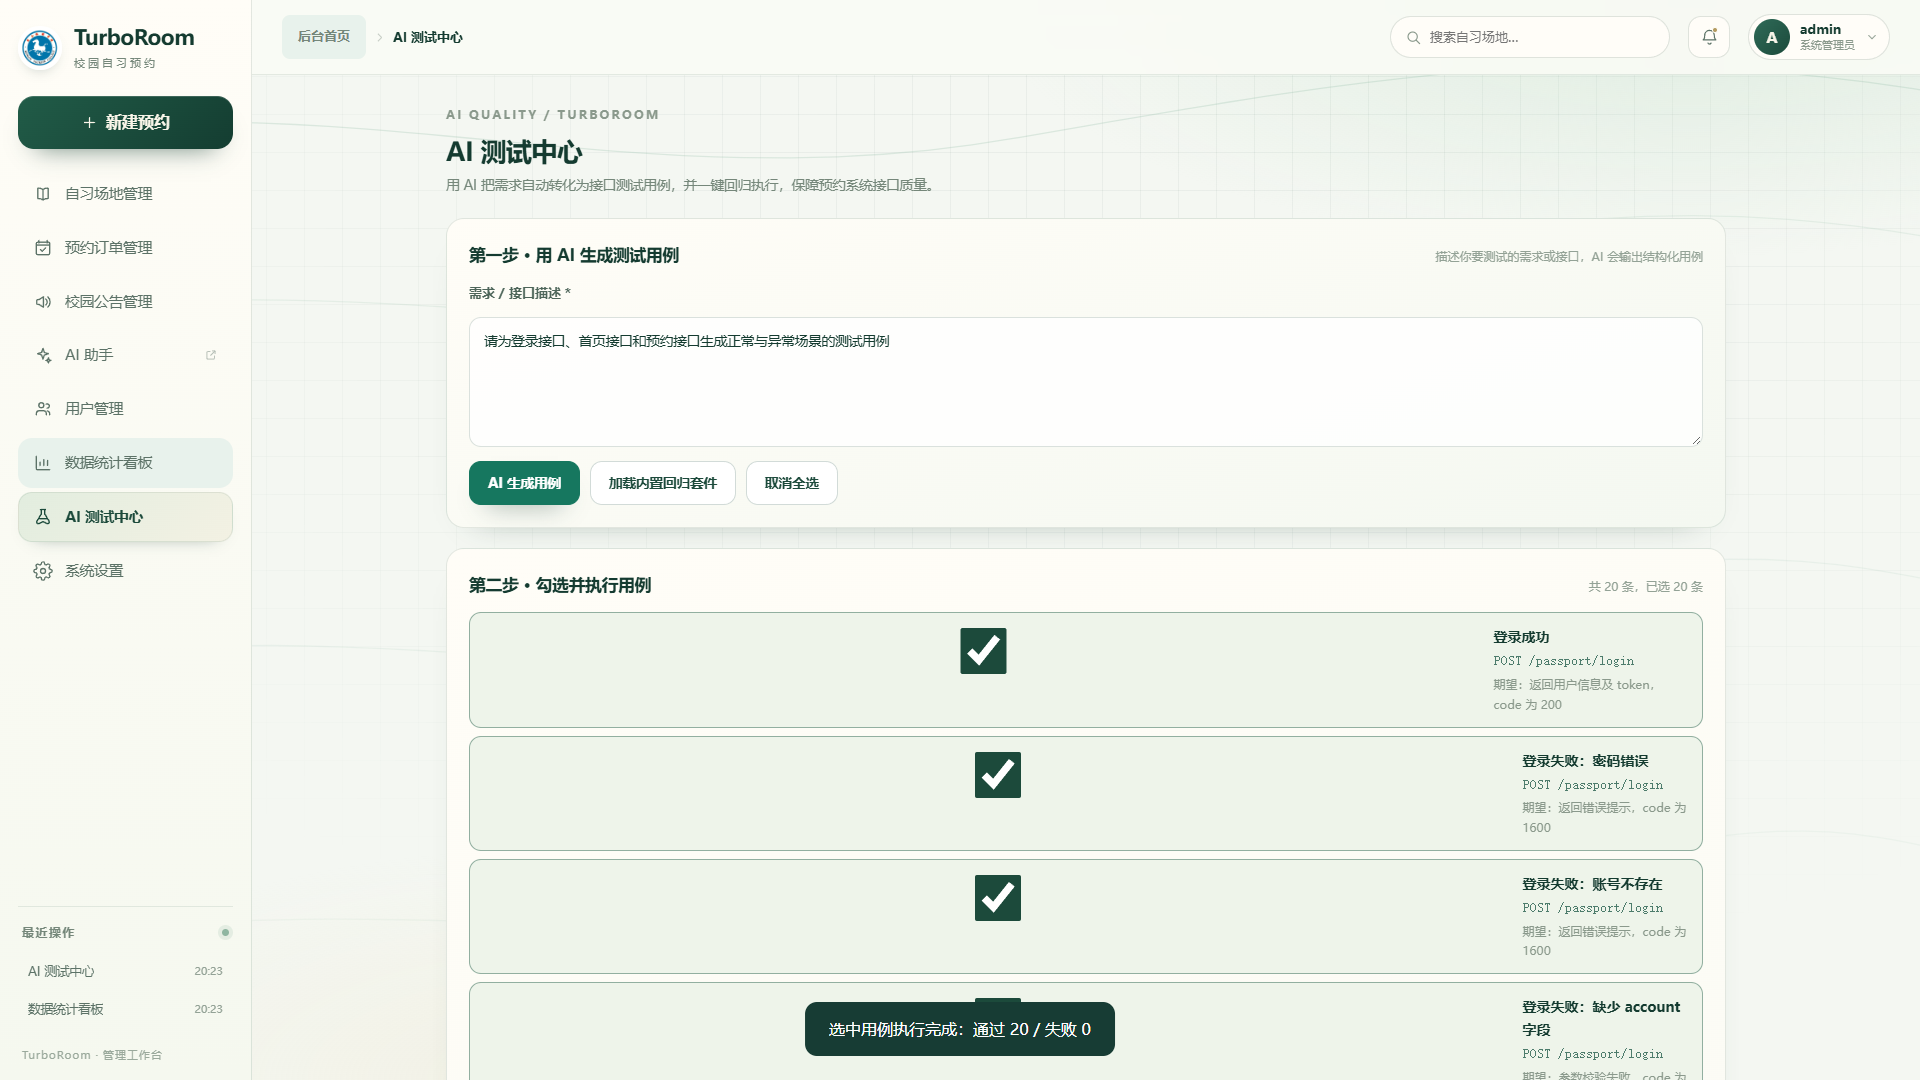 TurboRoom
校园自习预约
+ 新建预约
自习场地管理
预约订单管理
校园公告管理
AI 助手
用户管理
数据统计看板
AI 测试中心
系统设置
最近操作
AI 测试中心 20:23
数据统计看板 20:23
TurboRoom · 管理工作台
后台首页 › AI 测试中心
搜索自习场地...
A
admin
系统管理员
AI QUALITY / TURBOROOM
AI 测试中心
用 AI 把需求自动转化为接口测试用例，并一键回归执行，保障预约系统接口质量。
第一步 · 用 AI 生成测试用例
描述你要测试的需求或接口，AI 会输出结构化用例
需求 / 接口描述 *
请为登录接口、首页接口和预约接口生成正常与异常场景的测试用例
AI 生成用例 加载内置回归套件 取消全选
第二步 · 勾选并执行用例
共 20 条，已选 20 条
登录成功
POST /passport/login
期望：返回用户信息及 token，
code 为 200
登录失败：密码错误
POST /passport/login
期望：返回错误提示，code 为
1600
登录失败：账号不存在
POST /passport/login
期望：返回错误提示，code 为
1600
登录失败：缺少 account
字段
POST /passport/login
期望：参数校验失败，code 为
选中用例执行完成：通过 20 / 失败 0